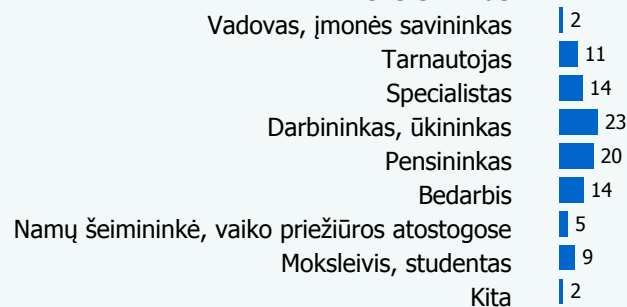 Vadovas, įmonės savininkas 2
Tarnautojas 11
Specialistas 14
Darbininkas, ūkininkas 23
Pensininkas 20
Bedarbis 14
Namų šeimininkė, vaiko priežiūros atostogose 5
Moksleivis, studentas 9
Kita 2